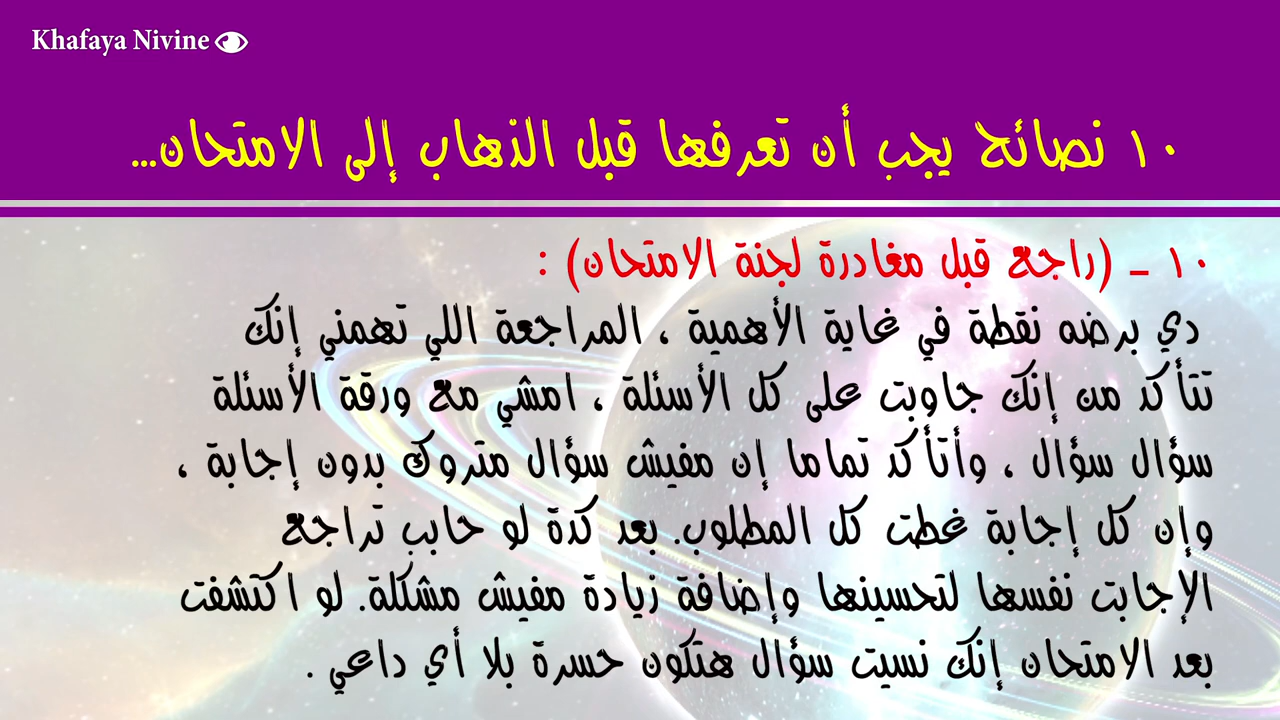 Khafaya Nivine
١٠ نصائح يجب أن تعرفها قبل الذهاب إلى الامتحان...
١٠ ـ (راجع قبل مغادرة لجنة الامتحان) :
دي برضه نقطة في غاية الأهمية ، المراجعة اللي تهمني إنك
تتأكد من إنك جاوبت على كل الأسئلة ، امشي مع ورقة الأسئلة
سؤال سؤال ، وأتأكد تماما إن مفيش سؤال متروك بدون إجابة ،
وإن كل إجابة غطت كل المطلوب. بعد كدة لو حابب تراجع
الإجابت نفسها لتحسينها وإضافة زيادة مفيش مشكلة. لو اكتشفت
بعد الامتحان إنك نسيت سؤال هتكون حسرة بلا أي داعي .